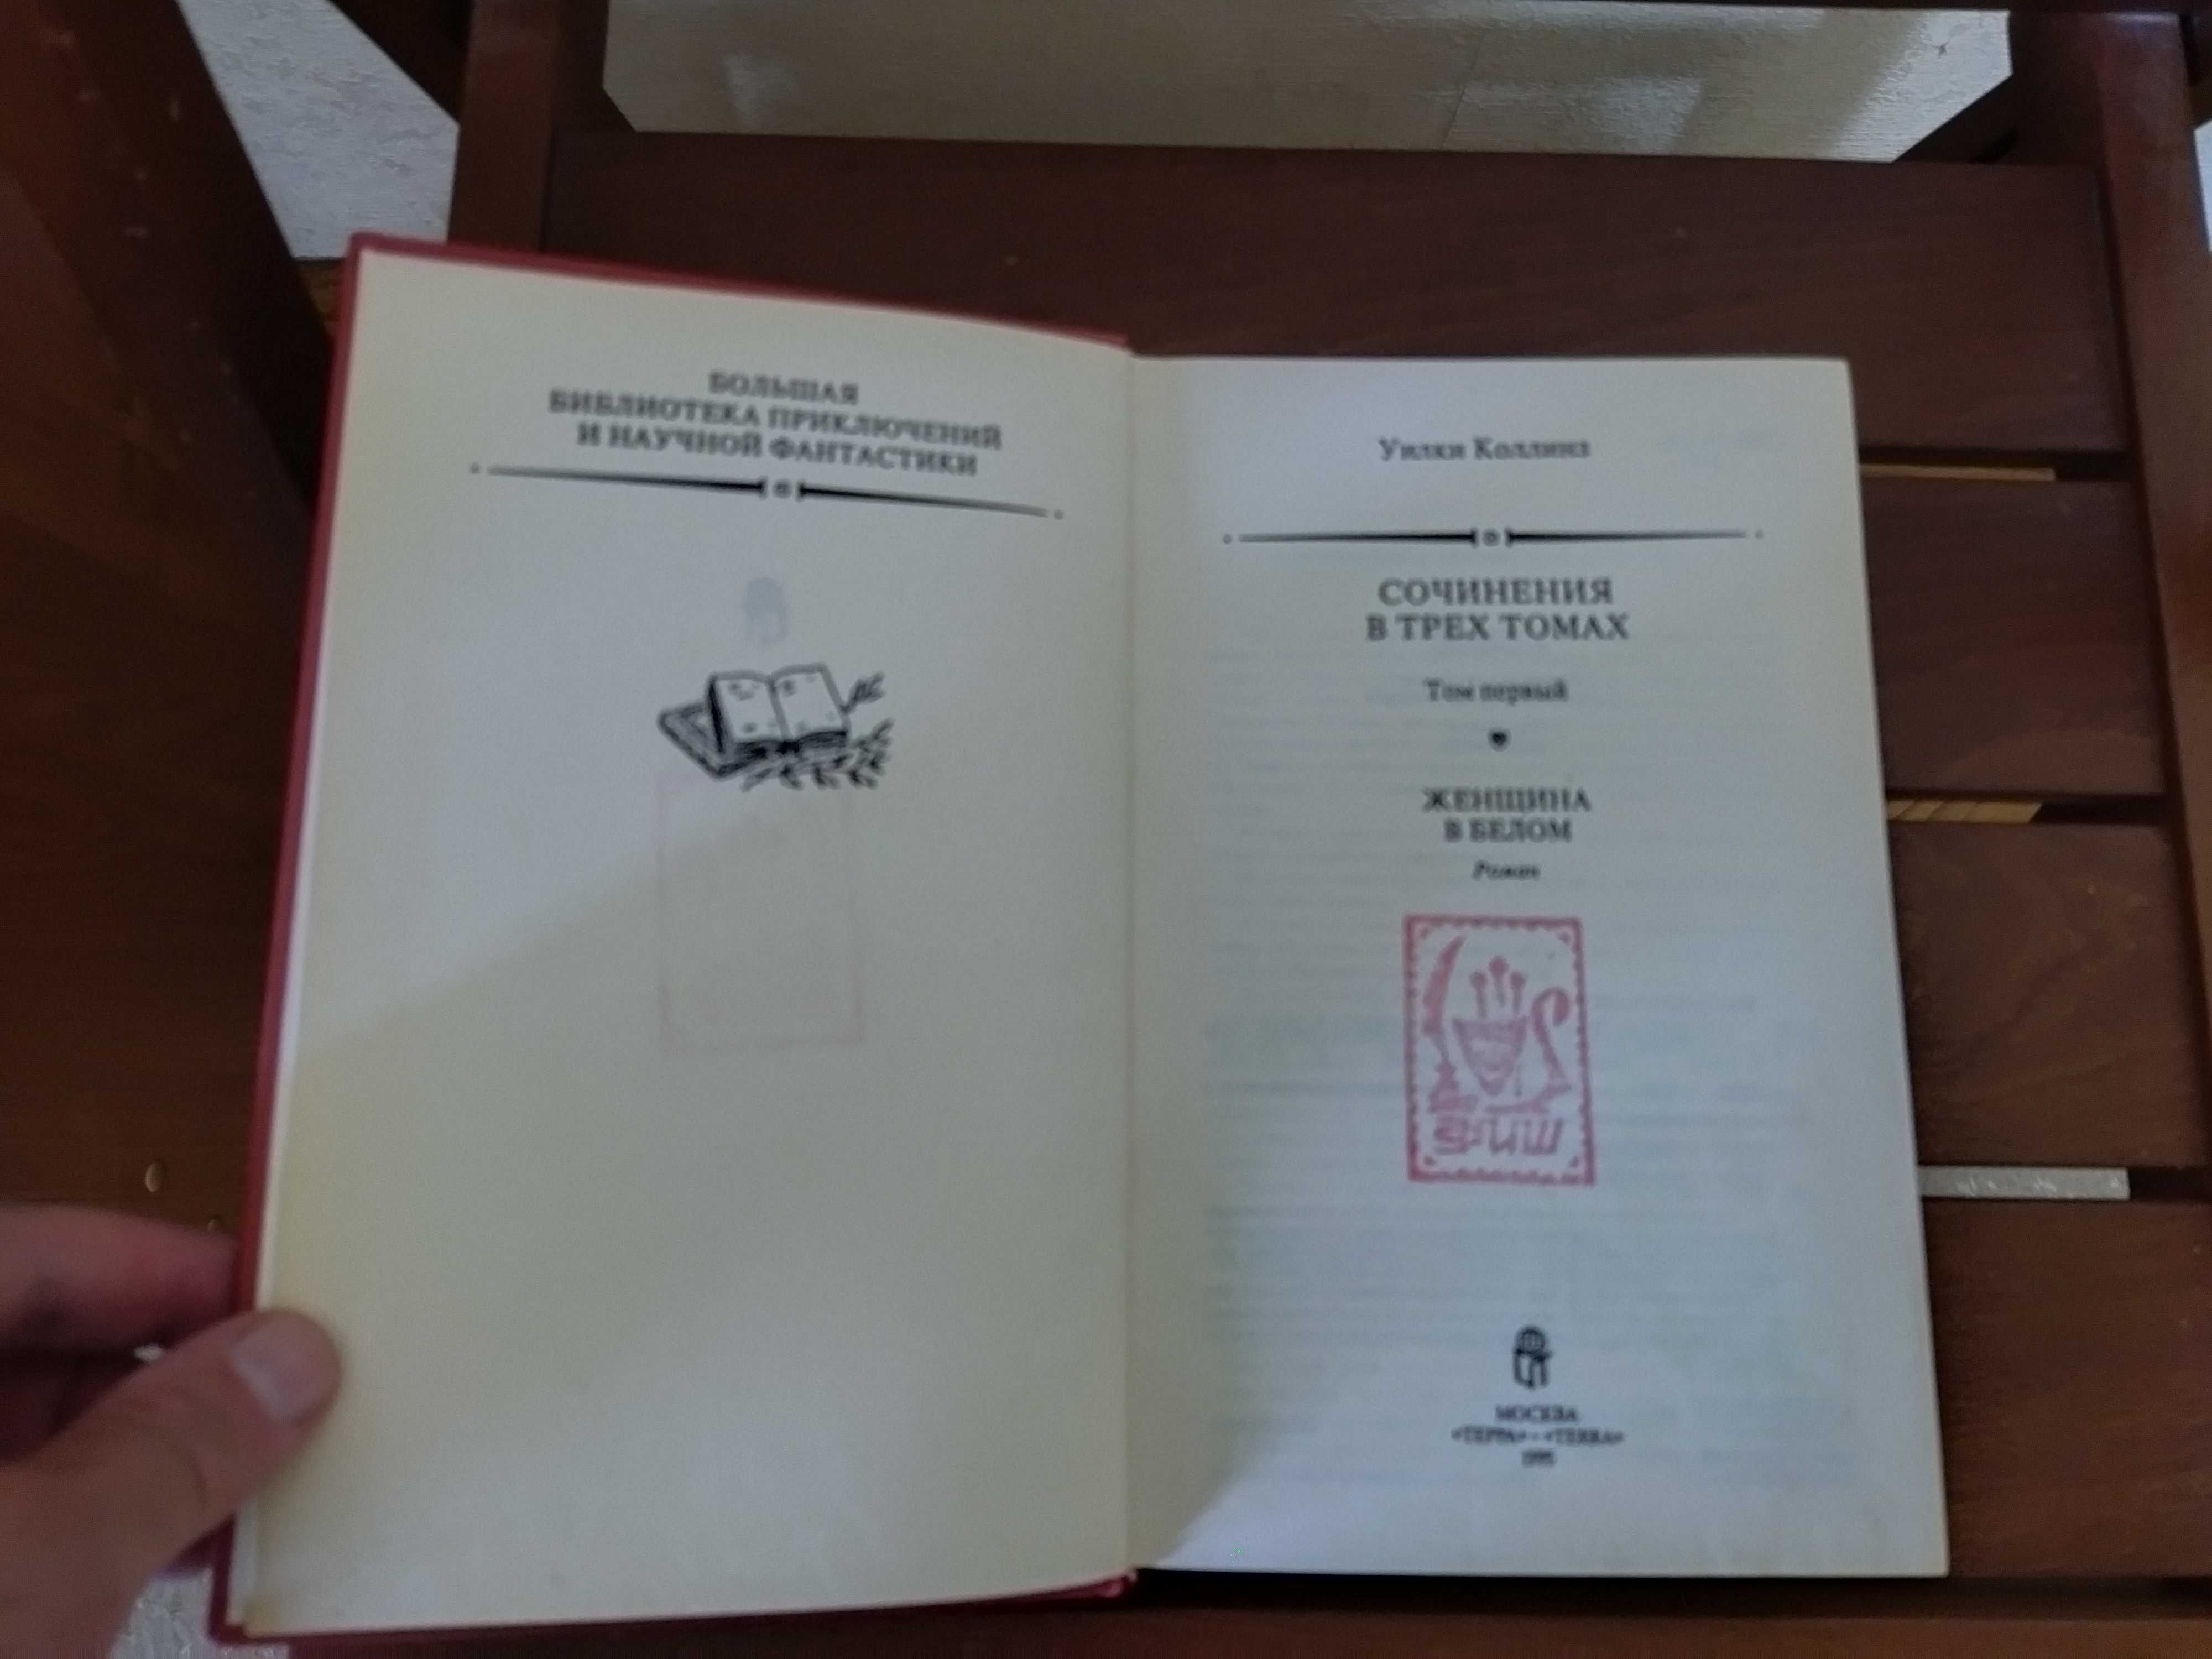 БОЛЬШАЯ
БИБЛИОТЕКА ПРИКЛЮЧЕНИЙ
И НАУЧНОЙ ФАНТАСТИКИ
Уилки Коллинз
СОЧИНЕНИЯ
В ТРЕХ ТОМАХ
Том первый
ЖЕНЩИНА
В БЕЛОМ
Роман
МОСКВА
«ТЕРРА» – «TERRA»